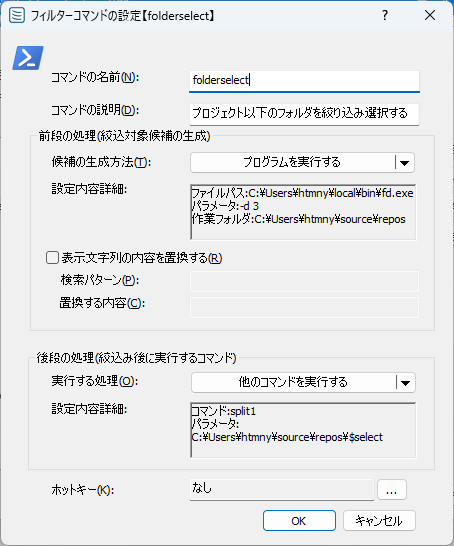 フィルターコマンドの設定【folderselect】
コマンドの名前(N):
folderselect
コマンドの説明(D):
プロジェクト以下のフォルダを絞り込み選択する
前段の処理(絞込対象候補の生成)
候補の生成方法(T):
プログラムを実行する
設定内容詳細:
ファイルパス:C:¥Users¥htmny¥local¥bin¥fd.exe
パラメータ:-d 3
作業フォルダ:C:¥Users¥htmny¥source¥repos
表示文字列の内容を置換する(R)
検索パターン(P):
置換する内容(C):
後段の処理(絞込み後に実行するコマンド)
実行する処理(O):
他のコマンドを実行する
設定内容詳細:
コマンド:split1
パラメータ:
C:¥Users¥htmny¥source¥repos¥$select
ホットキー(K):
なし
...
OK
キャンセル